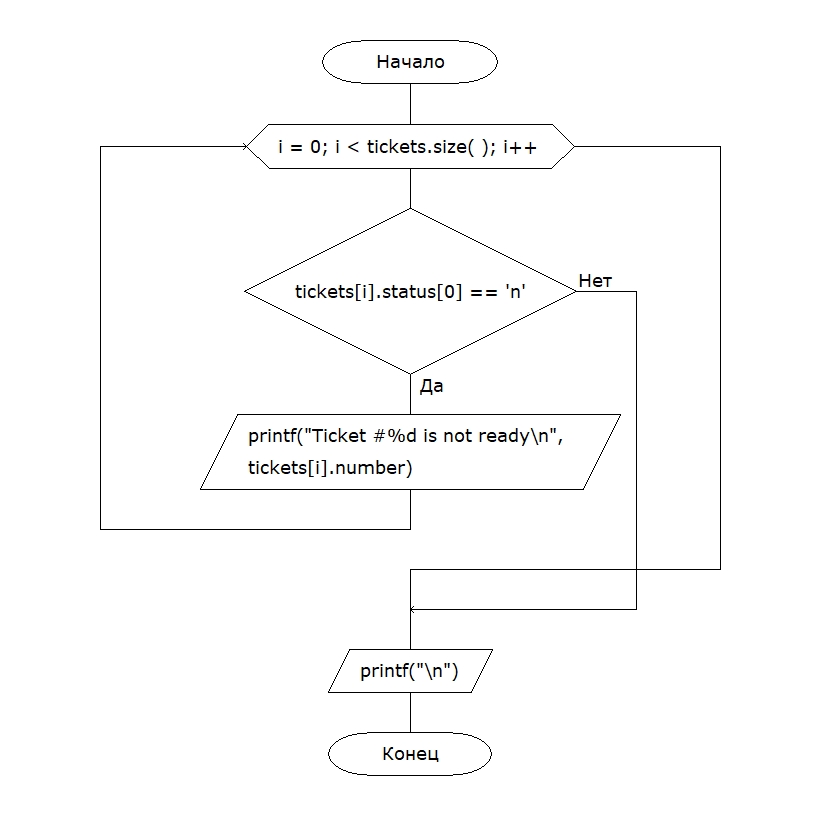 Начало
i = 0; i < tickets.size( ); i++
tickets[i].status[0] == 'n'
Нет
Да
printf("Ticket #%d is not ready\n",
tickets[i].number)
printf("\n")
Конец